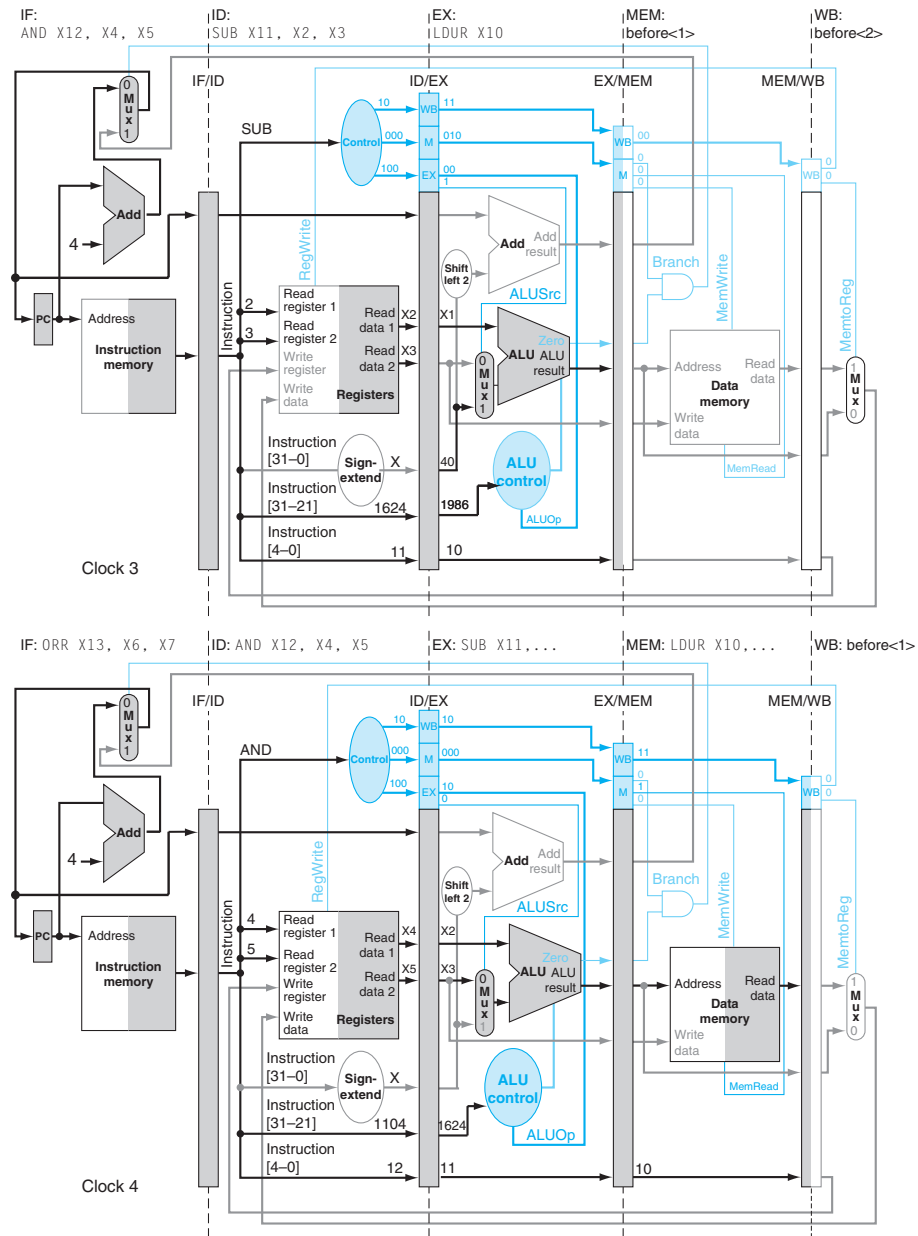 IF:
AND X12, X4, X5
ID:
SUB X11, X2, X3
EX:
LDUR X10
MEM:
before<1>
WB:
before<2>
IF/ID
ID/EX
EX/MEM
MEM/WB
0
M
u
x
1
SUB
Control
10
000
100
WB
M
EX
11
010
00
1
WB
M
00
0
0
0
WB
0
0
Add
4
RegWrite
Shift
left 2
Add
Add
result
ALUSrc
Branch
MemWrite
MemtoReg
PC
Address
Instruction
memory
Instruction
2
3
Read
register 1
Read
register 2
Write
register
Write
data
Read
data 1
Read
data 2
Registers
X2
X3
X1
0
M
u
x
1
Zero
ALU
ALU
result
Address
Read
data
Data
memory
Write
data
MemRead
1
M
u
x
0
Instruction
[31–0]
Sign-
extend
X
40
ALU
control
ALUOp
Instruction
[31–21]
1624
1986
Instruction
[4–0]
11
10
Clock 3
IF: ORR X13, X6, X7
ID: AND X12, X4, X5
EX: SUB X11,...
MEM: LDUR X10,...
WB: before<1>
IF/ID
ID/EX
EX/MEM
MEM/WB
0
M
u
x
1
AND
Control
10
000
100
WB
M
EX
10
000
10
0
WB
M
11
0
1
0
WB
0
0
Add
4
RegWrite
Shift
left 2
Add
Add
result
ALUSrc
Branch
MemWrite
MemtoReg
PC
Address
Instruction
memory
Instruction
4
5
Read
register 1
Read
register 2
Write
register
Write
data
Read
data 1
Read
data 2
Registers
X4
X5
X2
X3
0
M
u
x
1
Zero
ALU
ALU
result
Address
Read
data
Data
memory
Write
data
MemRead
1
M
u
x
0
Instruction
[31–0]
Sign-
extend
X
ALU
control
ALUOp
Instruction
[31–21]
1104
1624
Instruction
[4–0]
12
11
10
Clock 4